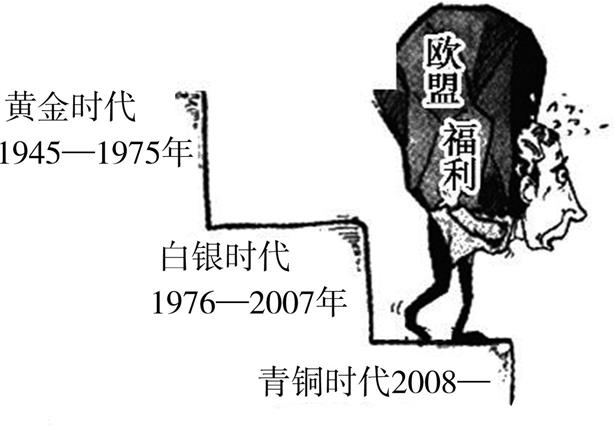 欧盟
福利
黄金时代
1945—1975年
白银时代
1976—2007年
青铜时代2008—